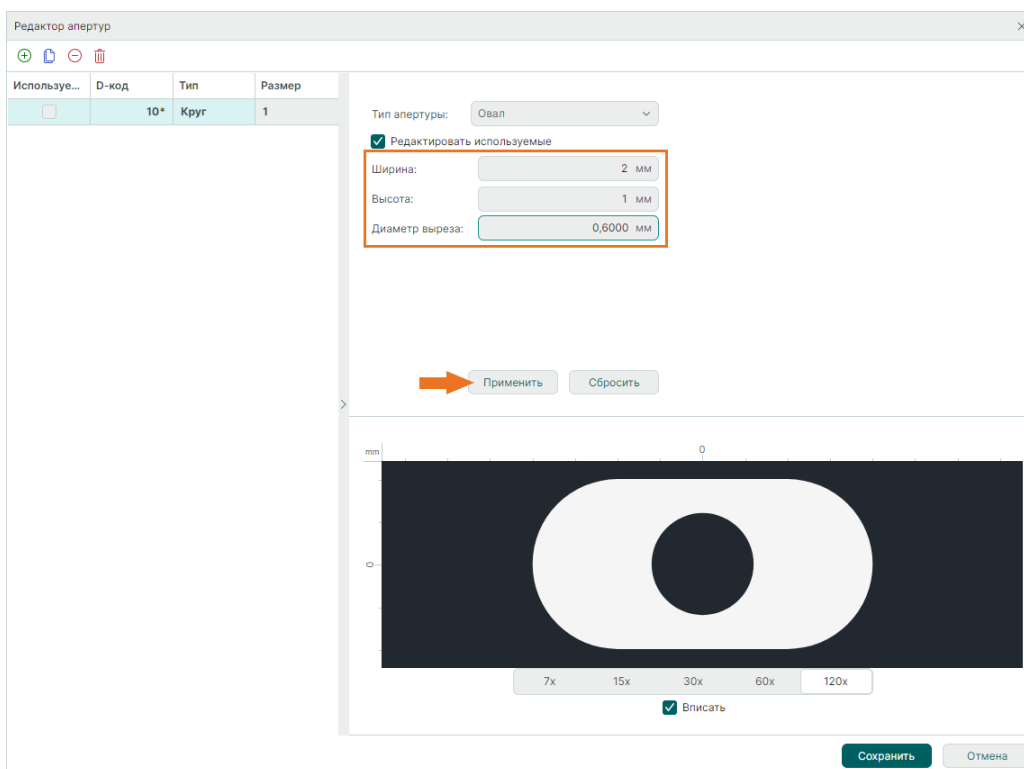 Редактор апертур
Используе... D-код Тип Размер
10* Круг 1
Тип апертуры: Овал
Редактировать используемые
Ширина: 2 мм
Высота: 1 мм
Диаметр выреза: 0,6000 мм
Применить Сбросить
mm 0
0
7x 15x 30x 60x 120x
Вписать
Сохранить Отмена